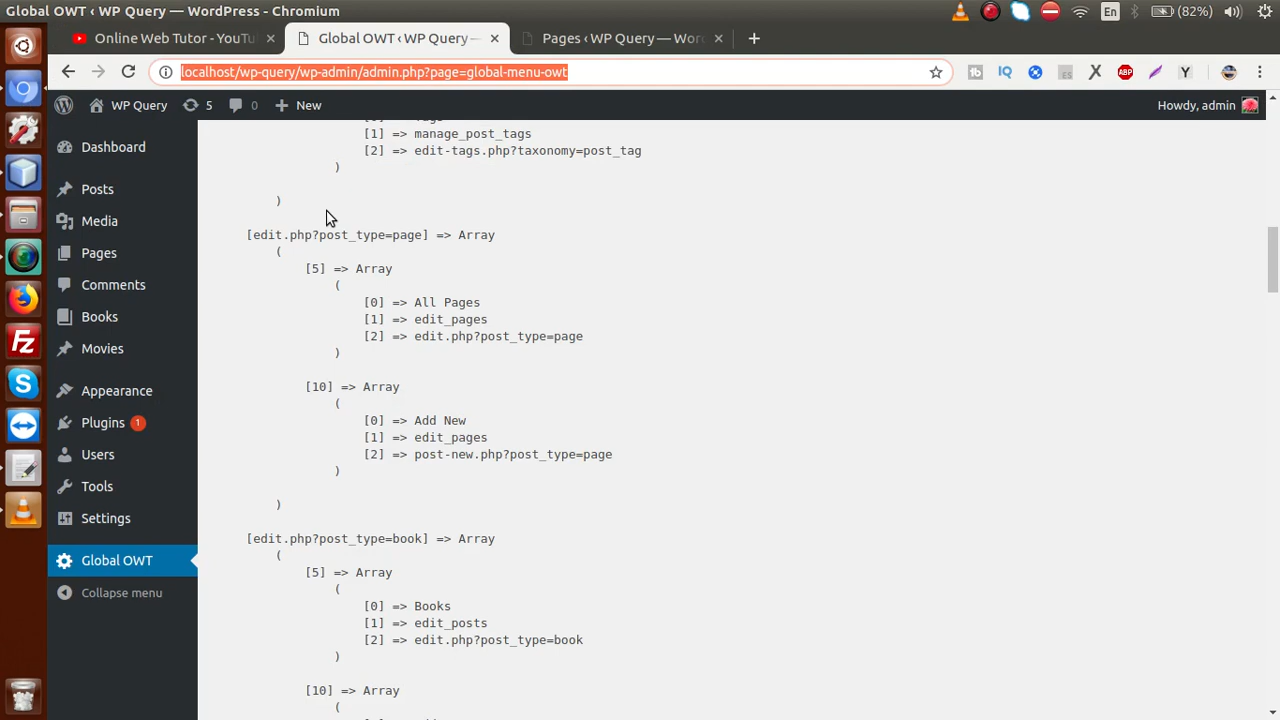 Global OWT ‹ WP Query — WordPress - Chromium
En
(82%)
Online Web Tutor - YouTu
Global OWT ‹ WP Query —
Pages ‹ WP Query — Wor
localhost/wp-query/wp-admin/admin.php?page=global-menu-owt
IQ
ES
ABP
Y
WP Query
5
0
New
Howdy, admin
Dashboard
Posts
Media
Pages
Comments
Books
Movies
Appearance
Plugins 1
Users
Tools
Settings
Global OWT
Collapse menu
[1] => manage_post_tags
[2] => edit-tags.php?taxonomy=post_tag
)
)
[edit.php?post_type=page] => Array
(
[5] => Array
(
[0] => All Pages
[1] => edit_pages
[2] => edit.php?post_type=page
)
[10] => Array
(
[0] => Add New
[1] => edit_pages
[2] => post-new.php?post_type=page
)
)
[edit.php?post_type=book] => Array
(
[5] => Array
(
[0] => Books
[1] => edit_posts
[2] => edit.php?post_type=book
)
[10] => Array
(